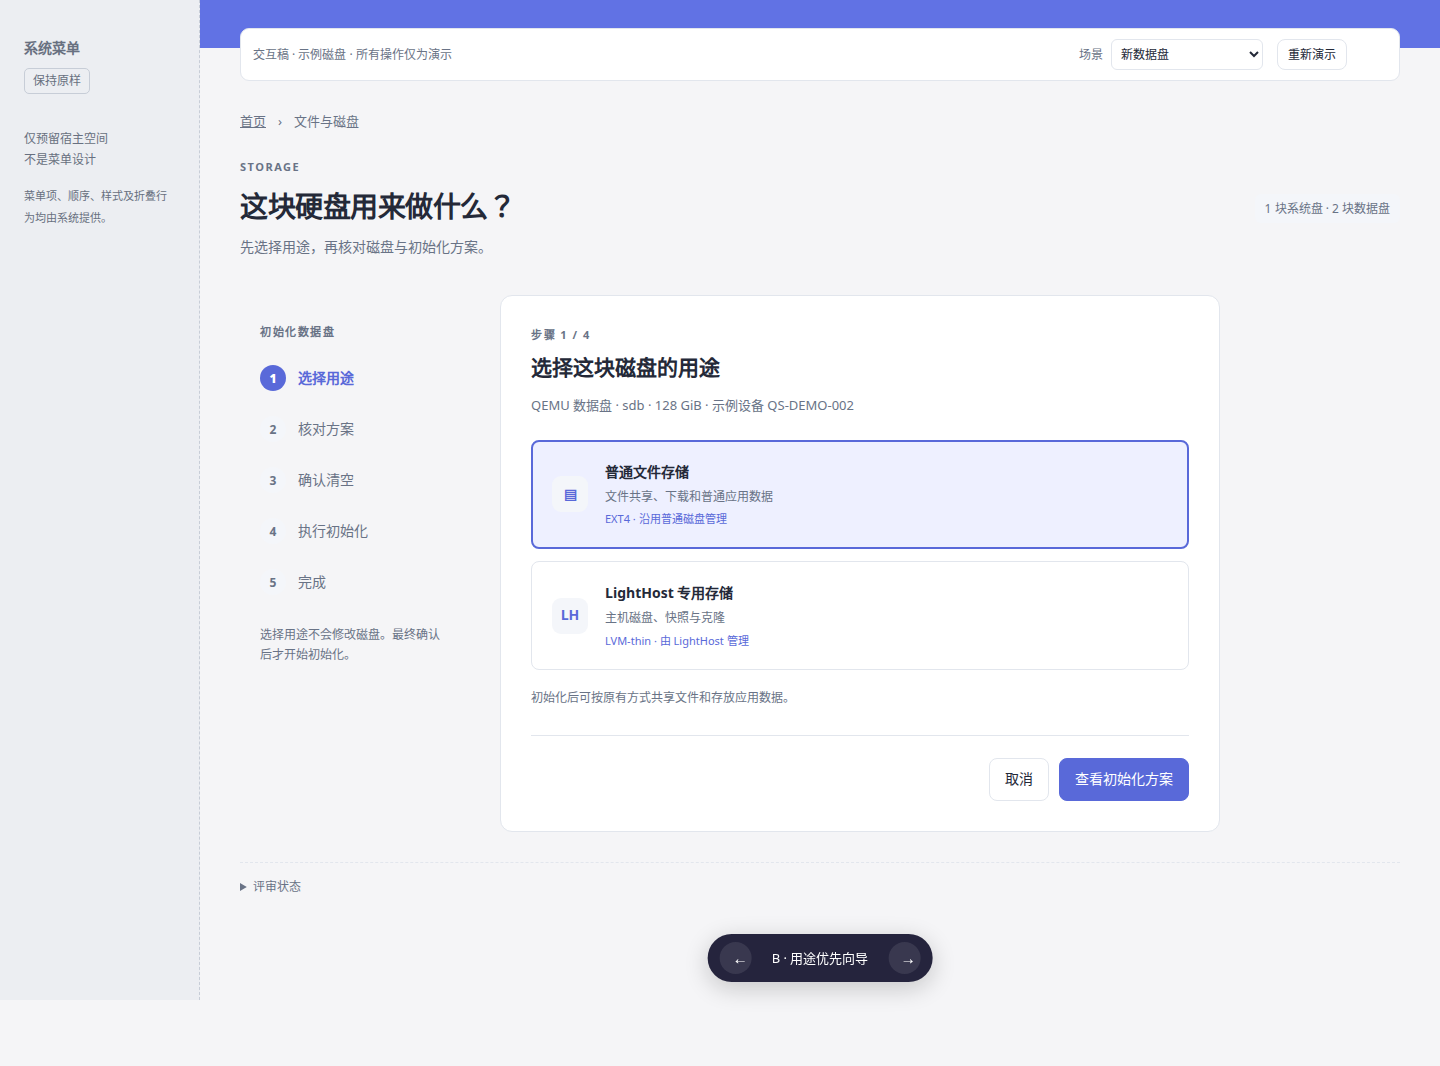 系统菜单
保持原样
仅预留宿主空间
不是菜单设计
菜单项、顺序、样式及折叠行
为均由系统提供。
交互稿 · 示例磁盘 · 所有操作仅为演示
场景
新数据盘
重新演示
首页 › 文件与磁盘
STORAGE
这块硬盘用来做什么？
1 块系统盘 · 2 块数据盘
先选择用途，再核对磁盘与初始化方案。
初始化数据盘
1 选择用途
2 核对方案
3 确认清空
4 执行初始化
5 完成
选择用途不会修改磁盘。最终确认
后才开始初始化。
步骤 1 / 4
选择这块磁盘的用途
QEMU 数据盘 · sdb · 128 GiB · 示例设备 QS-DEMO-002
普通文件存储
文件共享、下载和普通应用数据
EXT4 · 沿用普通磁盘管理
LH
LightHost 专用存储
主机磁盘、快照与克隆
LVM-thin · 由 LightHost 管理
初始化后可按原有方式共享文件和存放应用数据。
取消
查看初始化方案
▶ 评审状态
← B · 用途优先向导 →